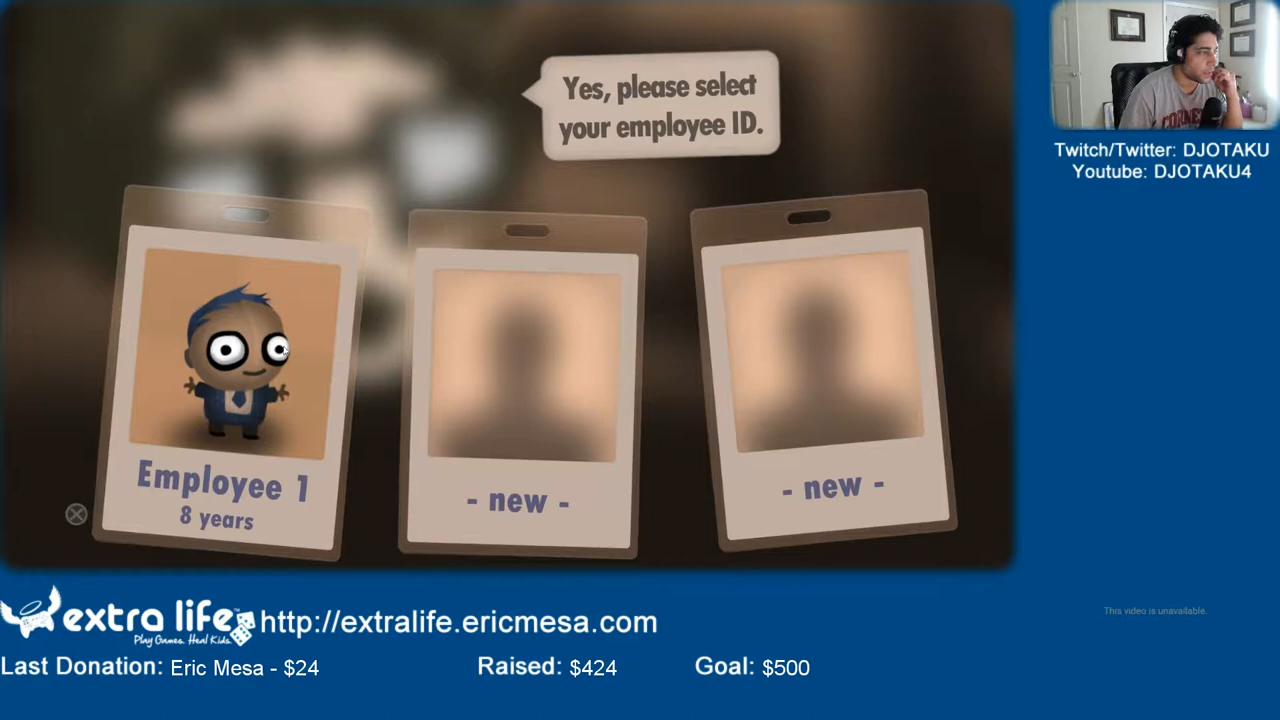 Yes, please select
your employee ID.
Employee 1
8 years
- new -
- new -
Twitch/Twitter: DJOTAKU
Youtube: DJOTAKU4
CORNE
This video is unavailable.
extra life
Play Games. Heal Kids.
http://extralife.ericmesa.com
Last Donation: Eric Mesa - $24
Raised: $424
Goal: $500